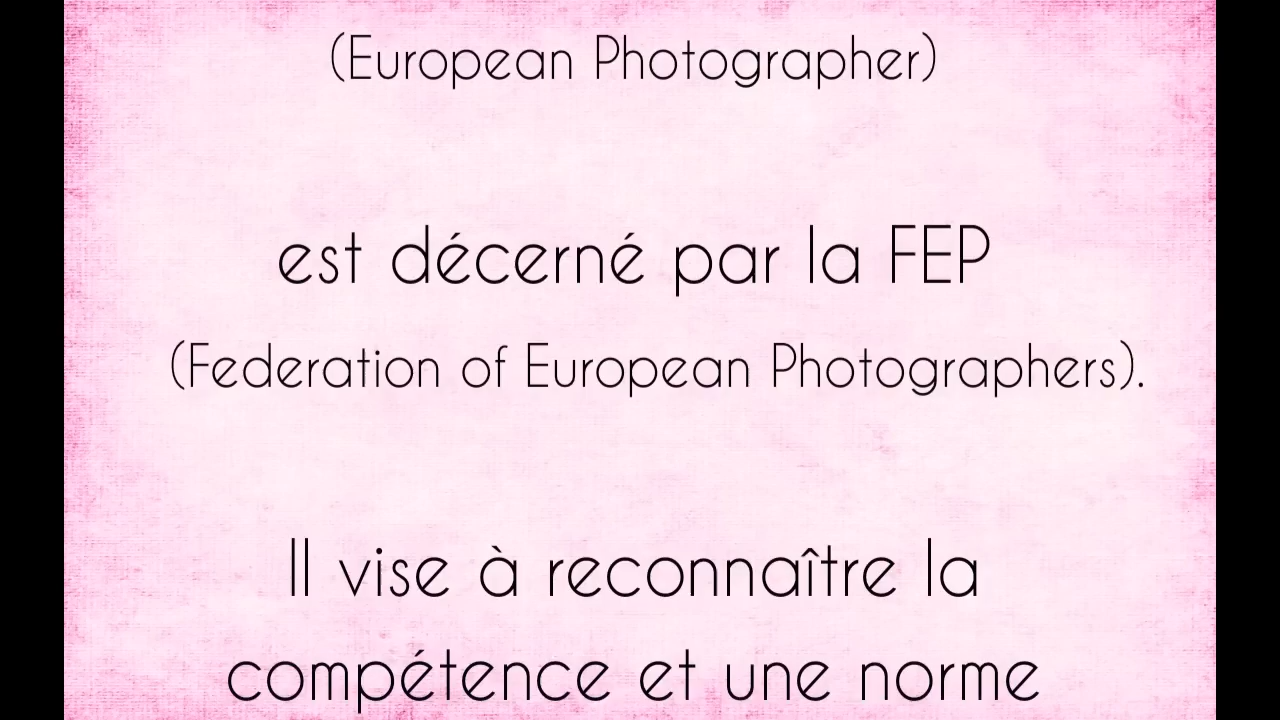 (European Photographer)
est décerné par la FEP
(Federation of European Photographers).
Il vise à reconnaître la
compétence et une norme